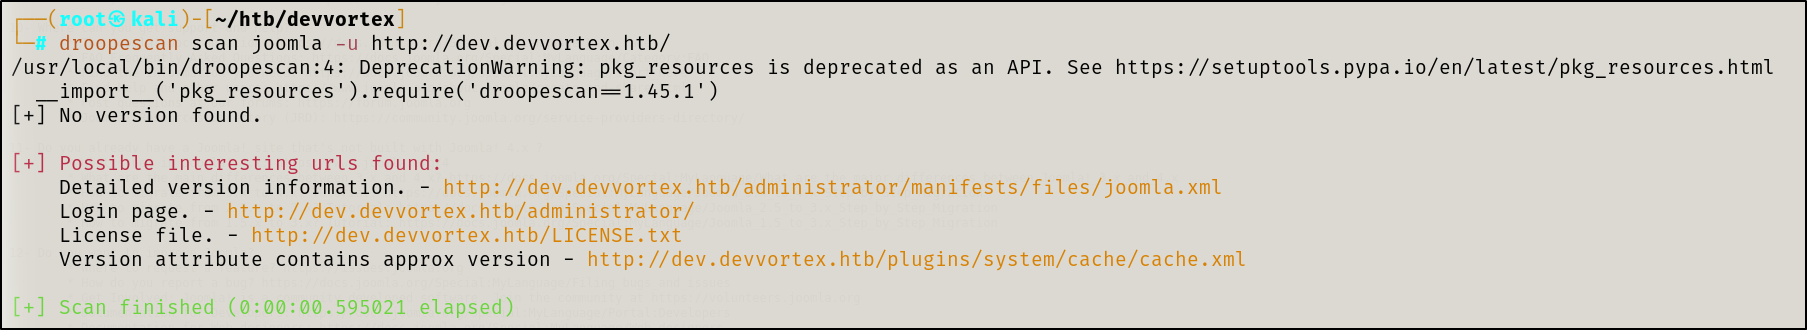 ┌──(root㉿kali)-[~/htb/devvortex]
└─# droopescan scan joomla -u http://dev.devvortex.htb/
/usr/local/bin/droopescan:4: DeprecationWarning: pkg_resources is deprecated as an API. See https://setuptools.pypa.io/en/latest/pkg_resources.html
  __import__('pkg_resources').require('droopescan==1.45.1')
[+] No version found.

[+] Possible interesting urls found:
    Detailed version information. - http://dev.devvortex.htb/administrator/manifests/files/joomla.xml
    Login page. - http://dev.devvortex.htb/administrator/
    License file. - http://dev.devvortex.htb/LICENSE.txt
    Version attribute contains approx version - http://dev.devvortex.htb/plugins/system/cache/cache.xml

[+] Scan finished (0:00:00.595021 elapsed)